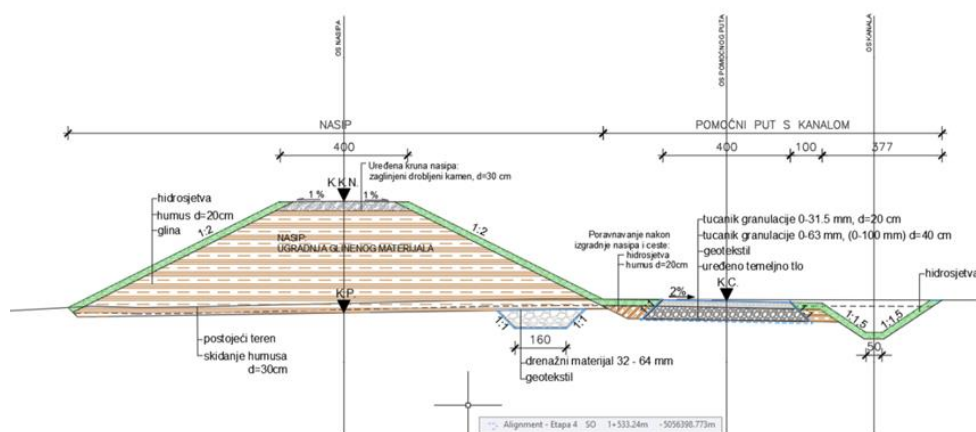 OS NASIPA
OS POMOĆNOG PUTA
OS KANALA
NASIP
POMOĆNI PUT S KANALOM
400
400
100
377
Uređena kruna nasipa:
zaglinjeni drobljeni kamen, d=30 cm
K.K.N.
1%
1%
hidrosjetva
humus d=20cm
glina
1:2
1:2
NASIP:
UGRADNJA GLINENOG MATERIJALA
K.P.
postojeći teren
skidanje humusa
d=30cm
1:1
1:1
160
drenažni materijal 32 - 64 mm
geotekstil
Poravnavanje nakon
izgradnje nasipa i ceste:
hidrosjetva
humus d=20cm
tucanik granulacije 0-31.5 mm, d=20 cm
tucanik granulacije 0-63 mm, (0-100 mm) d=40 cm
geotekstil
uređeno temeljno tlo
K.C.
2%
hidrosjetva
1:1,5
1:1,5
50
Alignment - Etapa 4 SO 1+533.24m -5056398.773m